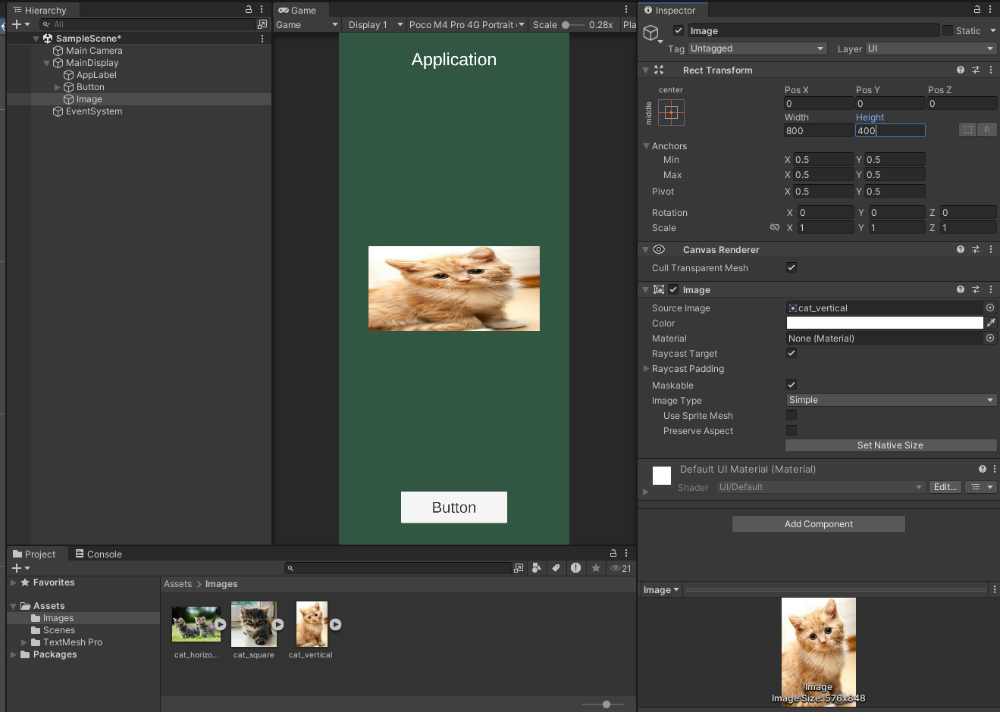 Hierarchy
All
SampleScene*
Main Camera
MainDisplay
AppLabel
Button
Image
EventSystem
Game
Game
Display 1
Poco M4 Pro 4G Portrait (
Scale
0.28x
Pla
Application
Button
Inspector
Image
Static
Tag
Untagged
Layer
UI
Rect Transform
center
middle
Pos X
Pos Y
Pos Z
0
0
0
Width
Height
800
400
R
Anchors
Min
X 0.5
Y 0.5
Max
X 0.5
Y 0.5
Pivot
X 0.5
Y 0.5
Rotation
X 0
Y 0
Z 0
Scale
X 1
Y 1
Z 1
Canvas Renderer
Cull Transparent Mesh
Image
Source Image
cat_vertical
Color
Material
None (Material)
Raycast Target
Raycast Padding
Maskable
Image Type
Simple
Use Sprite Mesh
Preserve Aspect
Set Native Size
Default UI Material (Material)
Shader
UI/Default
Edit...
Add Component
Image
Image
Image Size: 576x848
Project
Console
21
Favorites
Assets
Images
Scenes
TextMesh Pro
Packages
Assets > Images
cat_horizo...
cat_square
cat_vertical